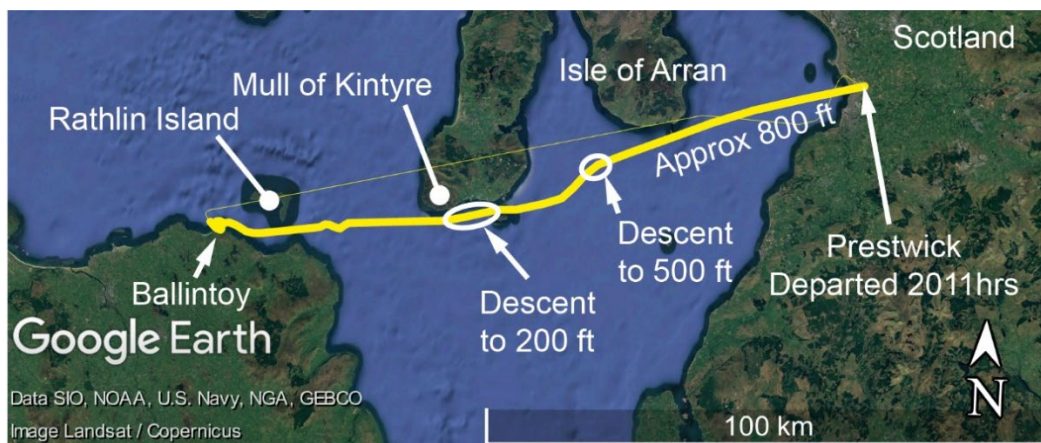 Scotland
Mull of Kintyre
Isle of Arran
Rathlin Island
Approx 800 ft
Descent
to 500 ft
Prestwick
Departed 2011hrs
Ballintoy
Descent
to 200 ft
Google Earth
Data SIO, NOAA, U.S. Navy, NGA, GEBCO
Image Landsat / Copernicus
100 km
N